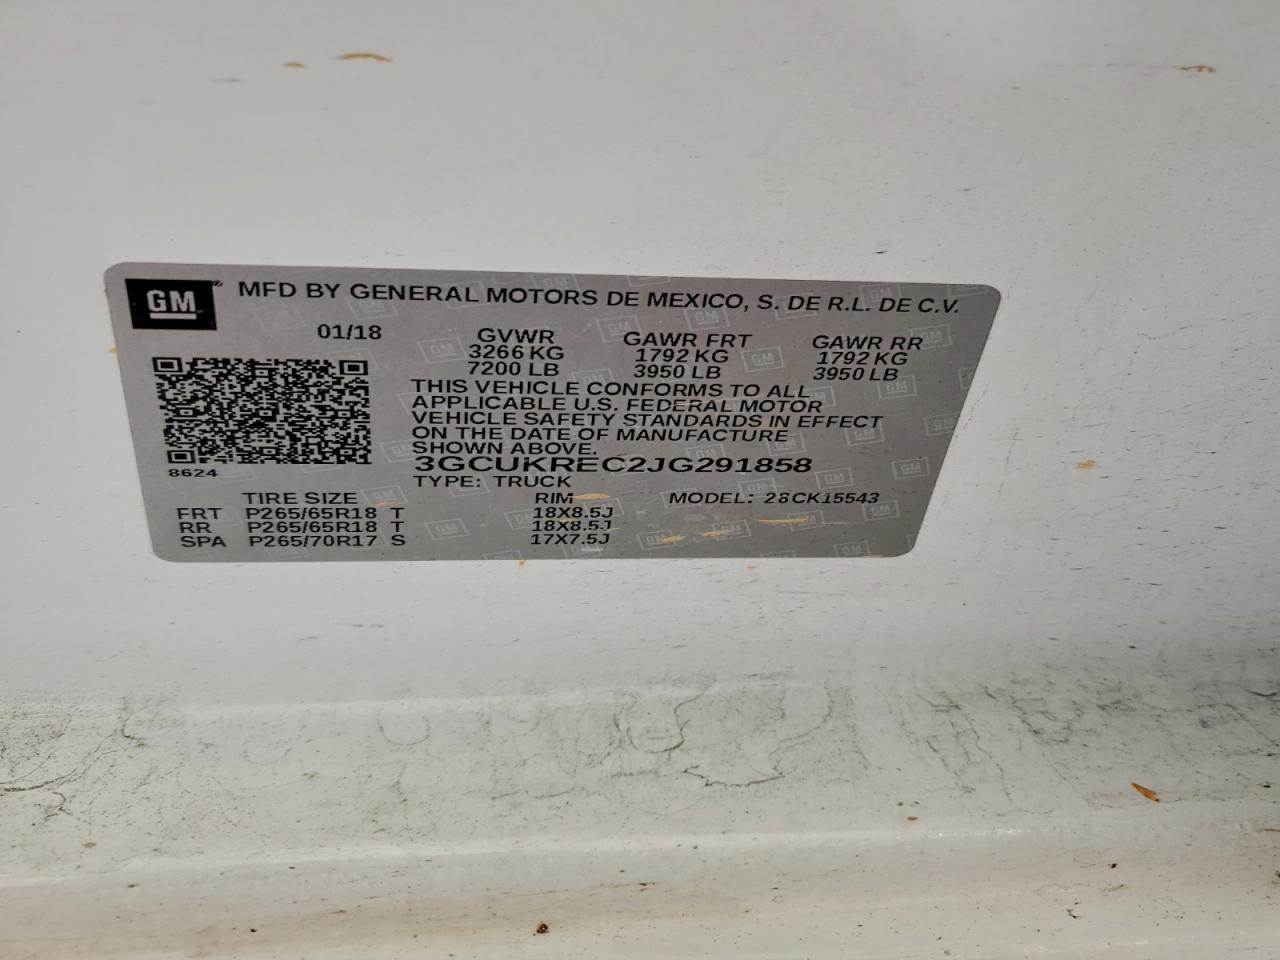 GM® MFD BY GENERAL MOTORS DE MEXICO, S. DE R.L. DE C.V.
01/18 GVWR GAWR FRT GAWR RR
3266 KG 1792 KG 1792 KG
7200 LB 3950 LB 3950 LB
THIS VEHICLE CONFORMS TO ALL
APPLICABLE U.S. FEDERAL MOTOR
VEHICLE SAFETY STANDARDS IN EFFECT
ON THE DATE OF MANUFACTURE
SHOWN ABOVE.
8624 3GCUKREC2JG291858
TYPE: TRUCK
TIRE SIZE RIM MODEL: 28CK15543
FRT P265/65R18 T 18X8.5J
RR P265/65R18 T 18X8.5J
SPA P265/70R17 S 17X7.5J